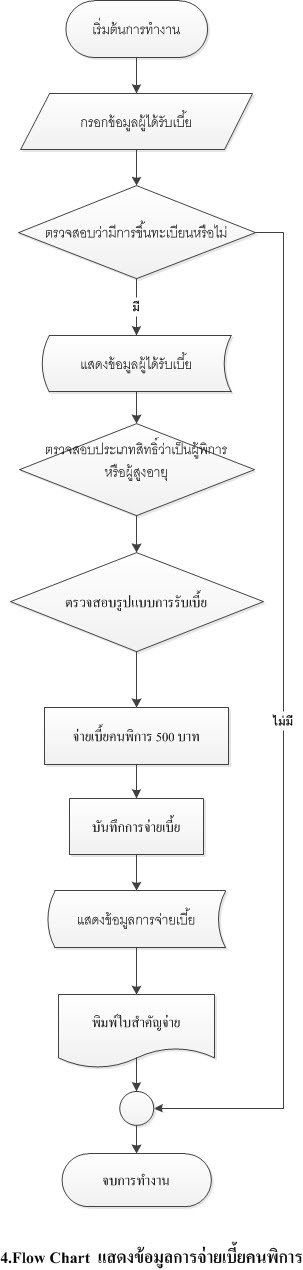 เริ่มต้นการทำงาน
กรอกข้อมูลผู้ได้รับเบี้ย
ตรวจสอบว่ามีการขึ้นทะเบียนหรือไม่
มี
แสดงข้อมูลผู้ได้รับเบี้ย
ตรวจสอบประเภทสิทธิ์ว่าเป็นผู้พิการ
หรือผู้สูงอายุ
ตรวจสอบรูปแบบการรับเบี้ย
ไม่มี
จ่ายเบี้ยคนพิการ 500 บาท
บันทึกการจ่ายเบี้ย
แสดงข้อมูลการจ่ายเบี้ย
พิมพ์ใบสำคัญจ่าย
จบการทำงาน
4.Flow Chart แสดงข้อมูลการจ่ายเบี้ยคนพิการ